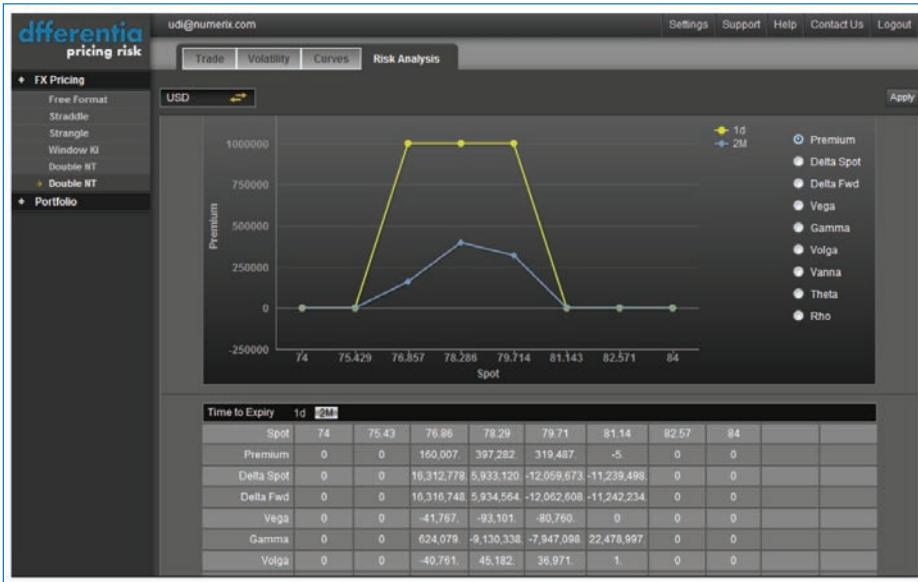 dfferentia
pricing risk
udi@numerix.com
Settings Support Help Contact Us Logout
Trade Volatility Curves Risk Analysis
FX Pricing
Free Format
Straddle
Strangle
Window KI
Double NT
Double NT
Portfolio
USD
Apply
1d
2M
Premium
Delta Spot
Delta Fwd
Vega
Gamma
Volga
Vanna
Theta
Rho
Premium
1000000
750000
500000
250000
0
-250000
74 75.429 76.857 78.286 79.714 81.143 82.571 84
Spot
Time to Expiry 1d 2M
Spot 74 75.43 76.86 78.29 79.71 81.14 82.57 84
Premium 0 0 160,007. 397,282. 319,487. -5. 0 0
Delta Spot 0 0 16,312,778. 5,933,120. -12,059,673. -11,239,498. 0 0
Delta Fwd 0 0 16,316,748. 5,934,564. -12,062,608. -11,242,234. 0 0
Vega 0 0 -41,767. -93,101. -80,760. 0 0 0
Gamma 0 0 624,079. -9,130,338. -7,947,098. 22,478,997. 0 0
Volga 0 0 -40,761. 45,182. 36,971. 1. 0 0